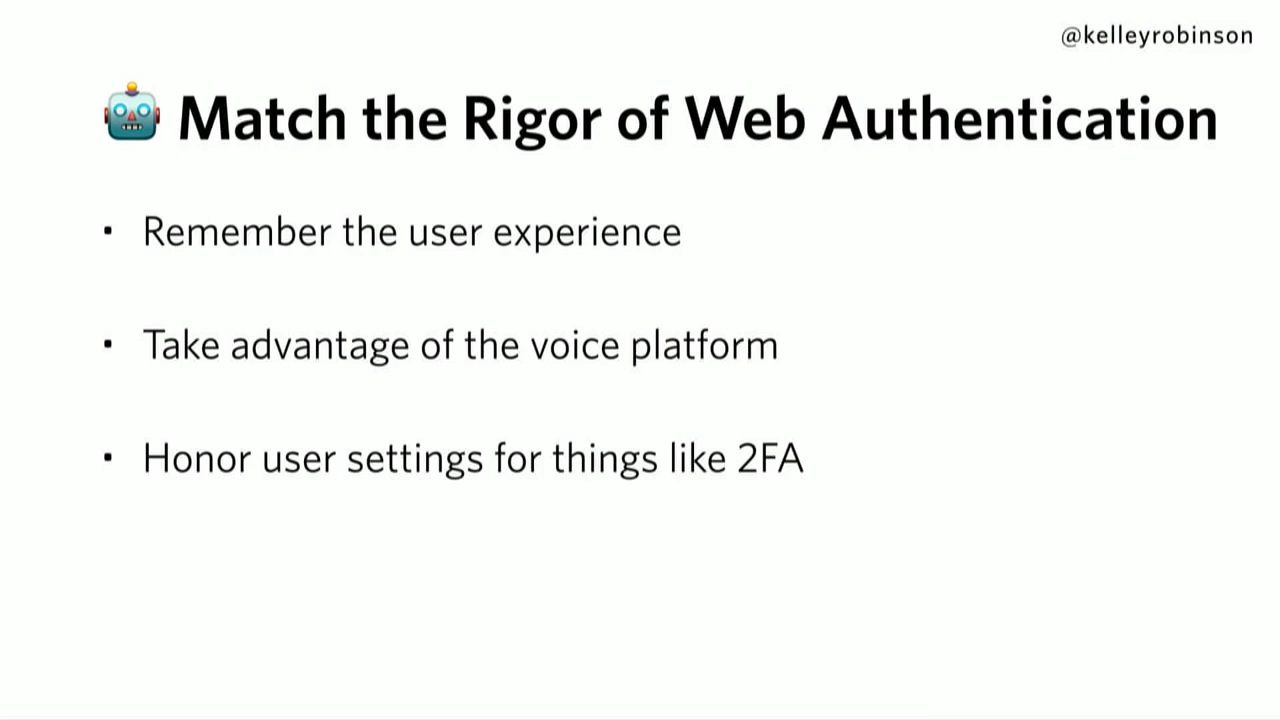 @kelleyrobinson
🤖 Match the Rigor of Web Authentication
· Remember the user experience
· Take advantage of the voice platform
· Honor user settings for things like 2FA